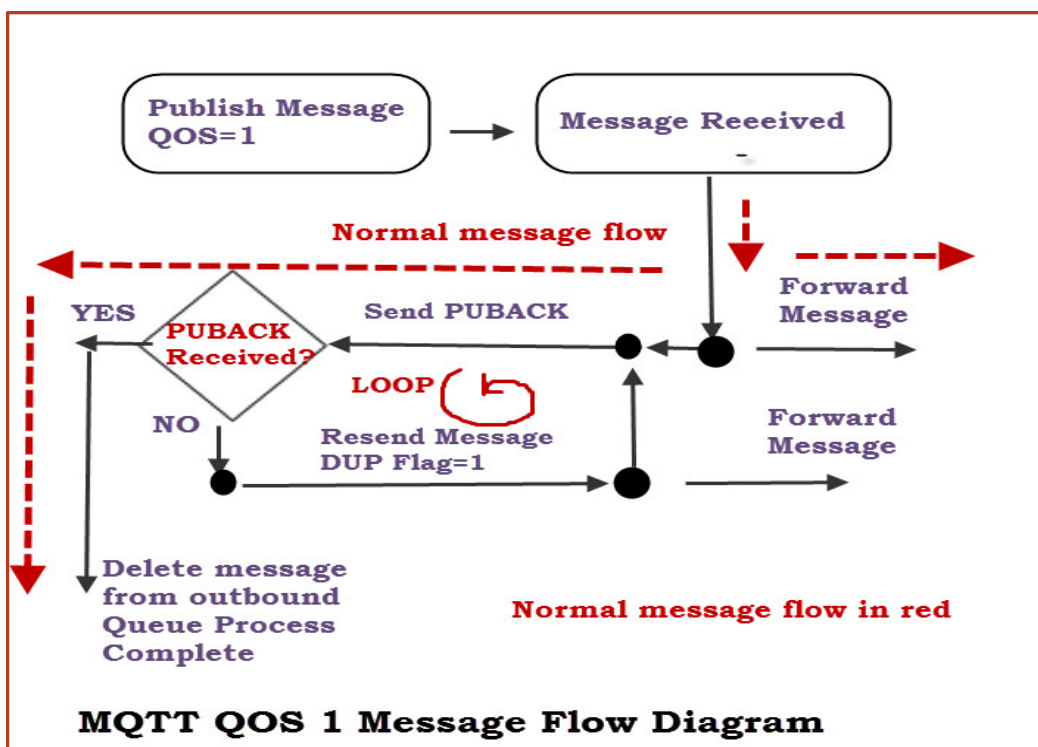 Publish Message
QOS=1
Message Reeeived
Normal message flow
YES
Send PUBACK
Forward
Message
PUBACK
Received?
LOOP
NO
Resend Message
DUP Flag=1
Forward
Message
Delete message
from outbound
Queue Process
Complete
Normal message flow in red
MQTT QOS 1 Message Flow Diagram